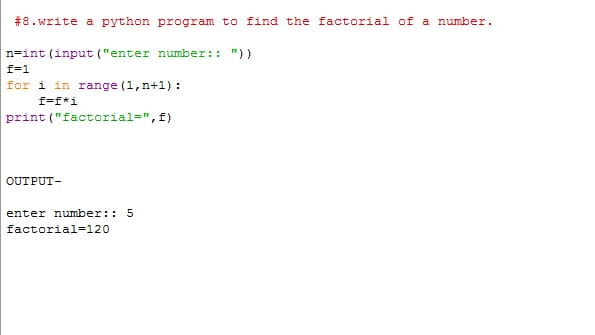 #8.write a python program to find the factorial of a number.
n=int(input("enter number:: "))
f=1
for i in range(1,n+1):
    f=f*i
print("factorial=",f)
OUTPUT-
enter number:: 5
factorial=120